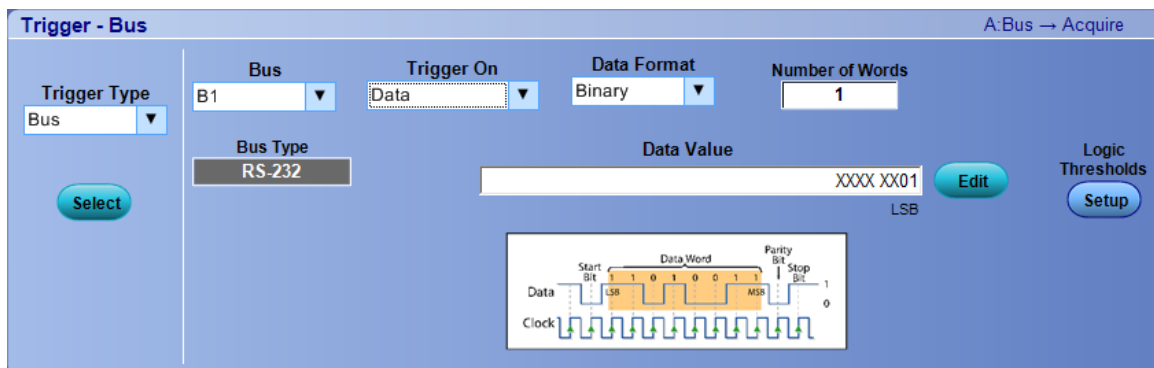 Trigger - Bus
A:Bus → Acquire
Trigger Type
Bus
Select
Bus
B1
Trigger On
Data
Data Format
Binary
Number of Words
1
Bus Type
RS-232
Data Value
XXXX XX01
LSB
Edit
Logic
Thresholds
Setup
Start
Bit
Data Word
Parity
Bit
Stop
Bit
1 1 0 1 0 0 1 1
Data
LSB
MSB
1
0
Clock